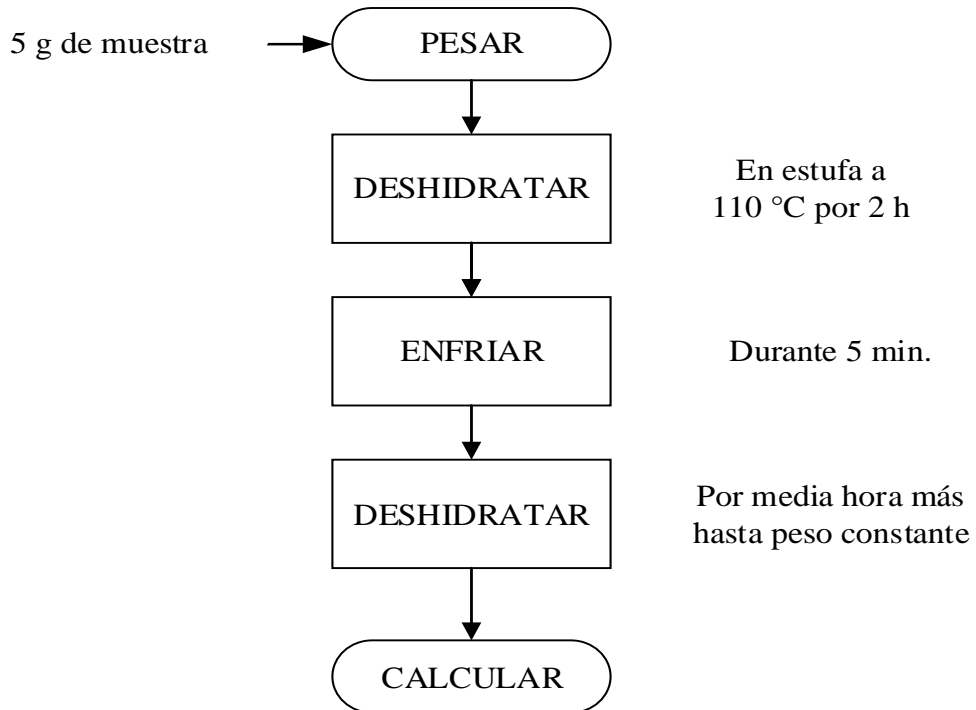 5 g de muestra
PESAR
DESHIDRATAR
En estufa a
110 °C por 2 h
ENFRIAR
Durante 5 min.
DESHIDRATAR
Por media hora más
hasta peso constante
CALCULAR